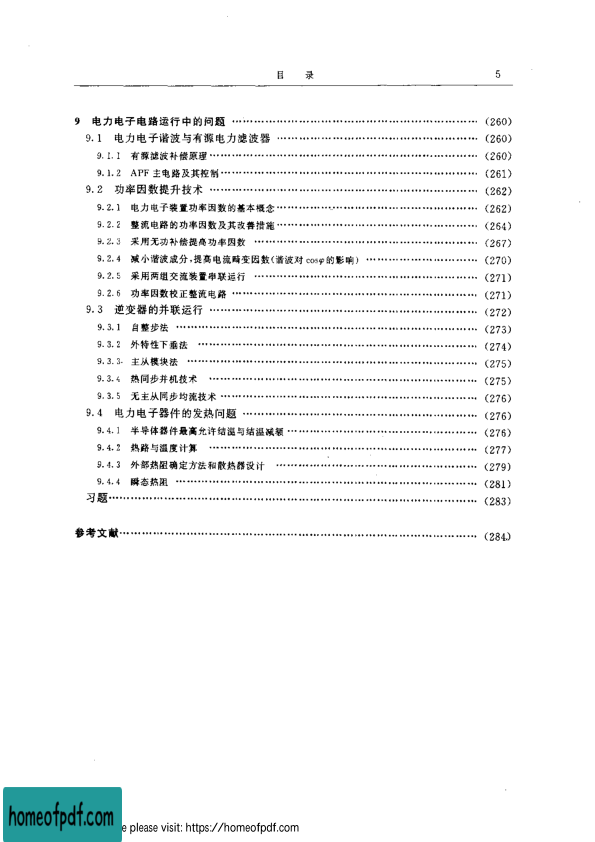 目 录 5
9 电力电子电路运行中的问题 …………………………………… (260)
9.1 电力电子谐波与有源电力滤波器 …………………………………… (260)
9.1.1 有源滤波补偿原理…………………………………… (260)
9.1.2 APF 主电路及其控制…………………………………… (261)
9.2 功率因数提升技术 …………………………………… (262)
9.2.1 电力电子装置功率因数的基本概念…………………………………… (262)
9.2.2 整流电路的功率因数及其改善措施…………………………………… (264)
9.2.3 采用无功补偿提高功率因数 …………………………………… (267)
9.2.4 减小谐波成分,提高电流畸变因数(谐波对 cosφ的影响) ………………… (270)
9.2.5 采用两组交流装置串联运行 …………………………………… (271)
9.2.6 功率因数校正整流电路 …………………………………… (271)
9.3 逆变器的并联运行 …………………………………… (272)
9.3.1 自整步法 …………………………………… (273)
9.3.2 外特性下垂法 …………………………………… (274)
9.3.3 主从模块法 …………………………………… (275)
9.3.4 热同步并机技术 …………………………………… (275)
9.3.5 无主从同步均流技术…………………………………… (276)
9.4 电力电子器件的发热问题 …………………………………… (276)
9.4.1 半导体器件最高允许结温与结温减额…………………………………… (276)
9.4.2 热路与温度计算 …………………………………… (277)
9.4.3 外部热阻确定方法和散热器设计 …………………………………… (279)
9.4.4 瞬态热阻 …………………………………… (281)
习题…………………………………… (283)
参考文献…………………………………… (284)
homeofpdf.com
e please visit: https://homeofpdf.com